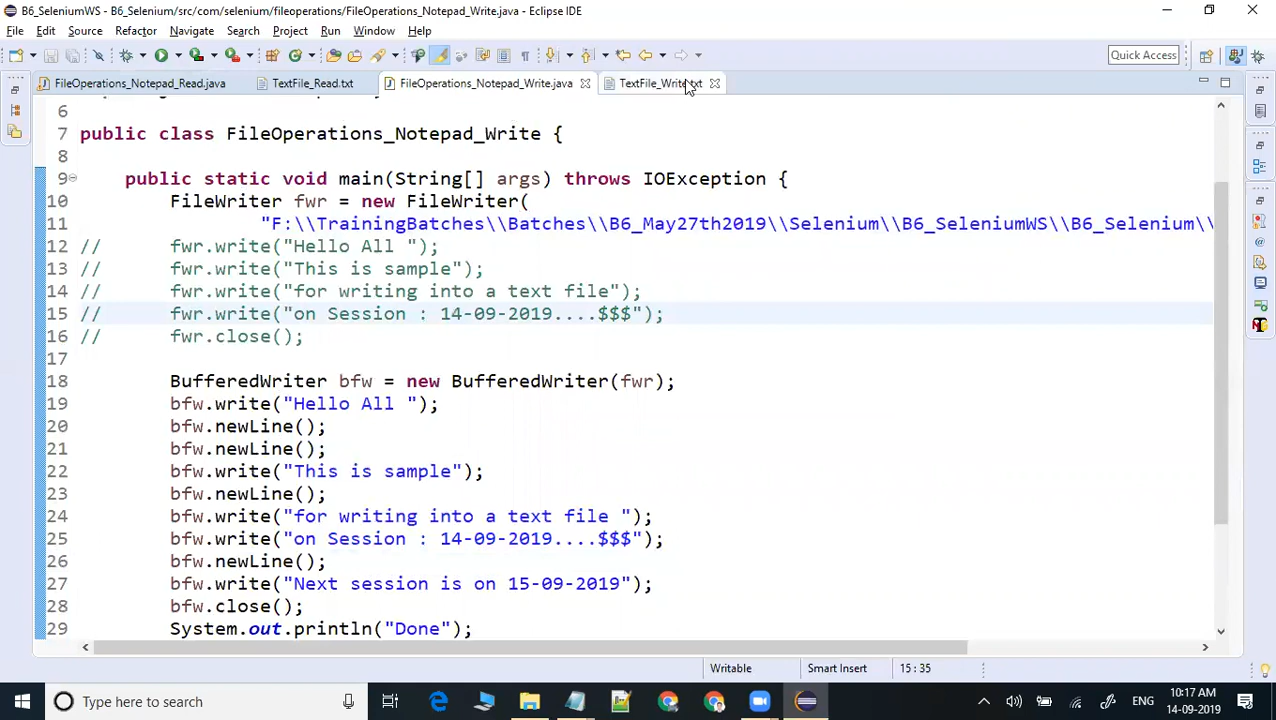 B6_SeleniumWS - B6_Selenium/src/com/selenium/fileoperations/FileOperations_Notepad_Write.java - Eclipse IDE
File Edit Source Refactor Navigate Search Project Run Window Help
Quick Access
FileOperations_Notepad_Read.java TextFile_Read.txt FileOperations_Notepad_Write.java TextFile_Write.txt
6
7 public class FileOperations_Notepad_Write {
8
9 public static void main(String[] args) throws IOException {
10 FileWriter fwr = new FileWriter(
11 "F:\\TrainingBatches\\Batches\\B6_May27th2019\\Selenium\\B6_SeleniumWS\\B6_Selenium\\
12 // fwr.write("Hello All ");
13 // fwr.write("This is sample");
14 // fwr.write("for writing into a text file");
15 // fwr.write("on Session : 14-09-2019....$$$");
16 // fwr.close();
17
18 BufferedWriter bfw = new BufferedWriter(fwr);
19 bfw.write("Hello All ");
20 bfw.newLine();
21 bfw.newLine();
22 bfw.write("This is sample");
23 bfw.newLine();
24 bfw.write("for writing into a text file ");
25 bfw.write("on Session : 14-09-2019....$$$");
26 bfw.newLine();
27 bfw.write("Next session is on 15-09-2019");
28 bfw.close();
29 System.out.println("Done");
Writable Smart Insert 15 : 35
Type here to search
ENG
10:17 AM
14-09-2019